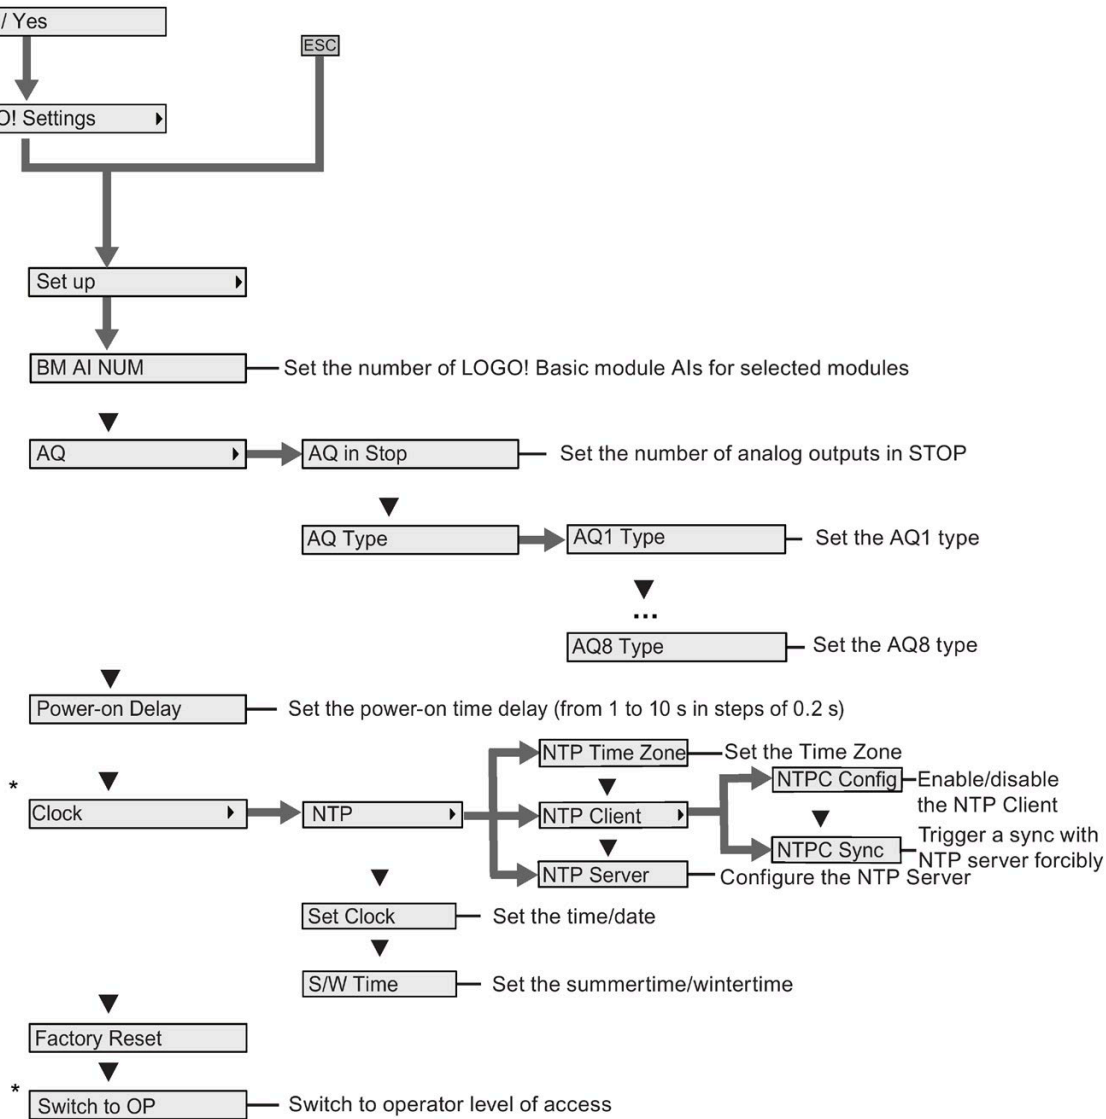 / Yes
ESC
O! Settings
Set up
BM AI NUM
Set the number of LOGO! Basic module AIs for selected modules
AQ
AQ in Stop
Set the number of analog outputs in STOP
AQ Type
AQ1 Type
Set the AQ1 type
...
AQ8 Type
Set the AQ8 type
Power-on Delay
Set the power-on time delay (from 1 to 10 s in steps of 0.2 s)
*
Clock
NTP
NTP Time Zone
Set the Time Zone
NTP Client
NTPC Config
Enable/disable
the NTP Client
NTPC Sync
Trigger a sync with
NTP server forcibly
NTP Server
Configure the NTP Server
Set Clock
Set the time/date
S/W Time
Set the summertime/wintertime
Factory Reset
*
Switch to OP
Switch to operator level of access